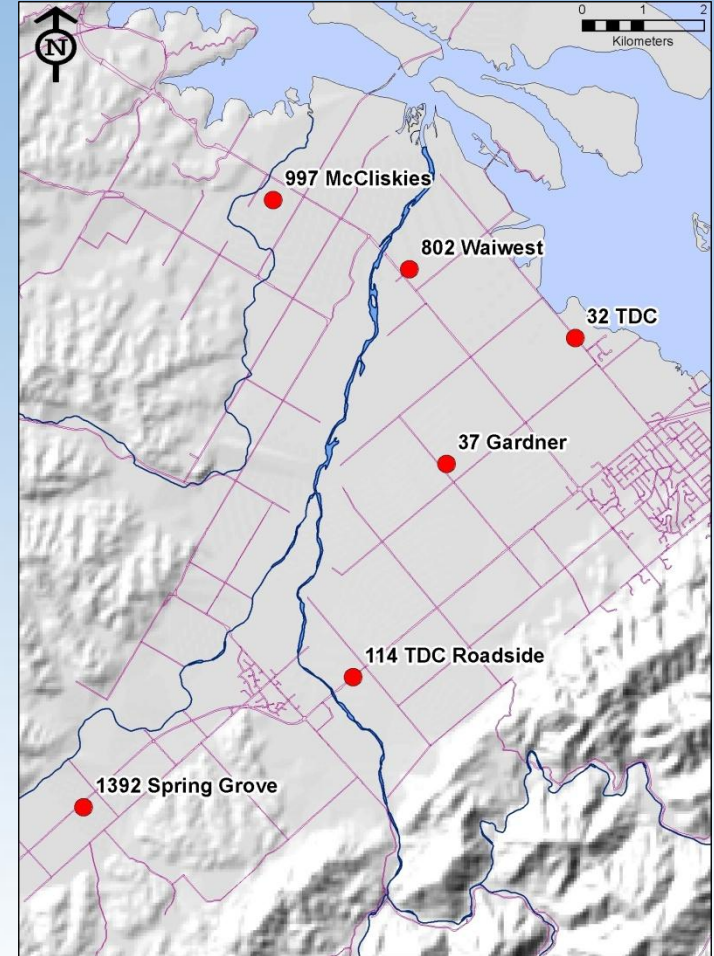 N
0 1 2
Kilometers
997 McCliskies
802 Waiwest
32 TDC
37 Gardner
114 TDC Roadside
1392 Spring Grove